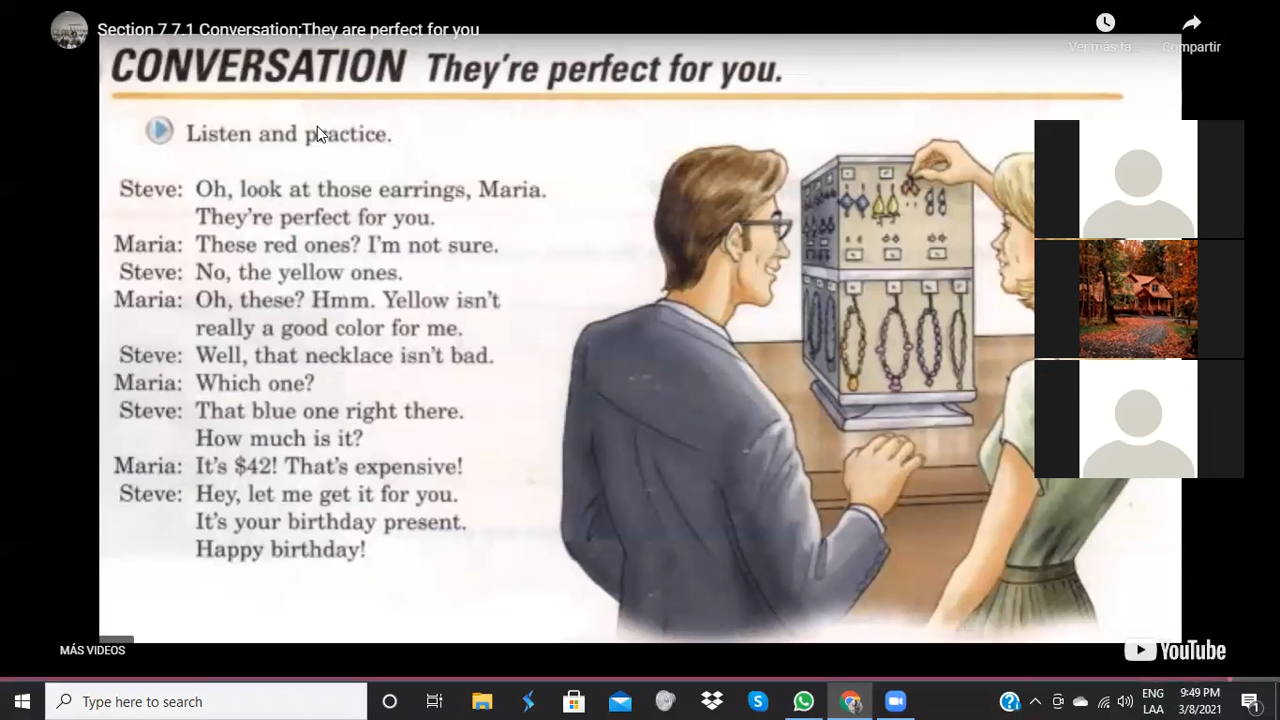 Section 7 7.1 Conversation;They are perfect for you
Ver más ta...
Compartir
CONVERSATION They're perfect for you.
Listen and practice.
Steve: Oh, look at those earrings, Maria.
They're perfect for you.
Maria: These red ones? I'm not sure.
Steve: No, the yellow ones.
Maria: Oh, these? Hmm. Yellow isn't
really a good color for me.
Steve: Well, that necklace isn't bad.
Maria: Which one?
Steve: That blue one right there.
How much is it?
Maria: It's $42! That's expensive!
Steve: Hey, let me get it for you.
It's your birthday present.
Happy birthday!
MÁS VIDEOS
YouTube
Type here to search
ENG
LAA
9:49 PM
3/8/2021
1